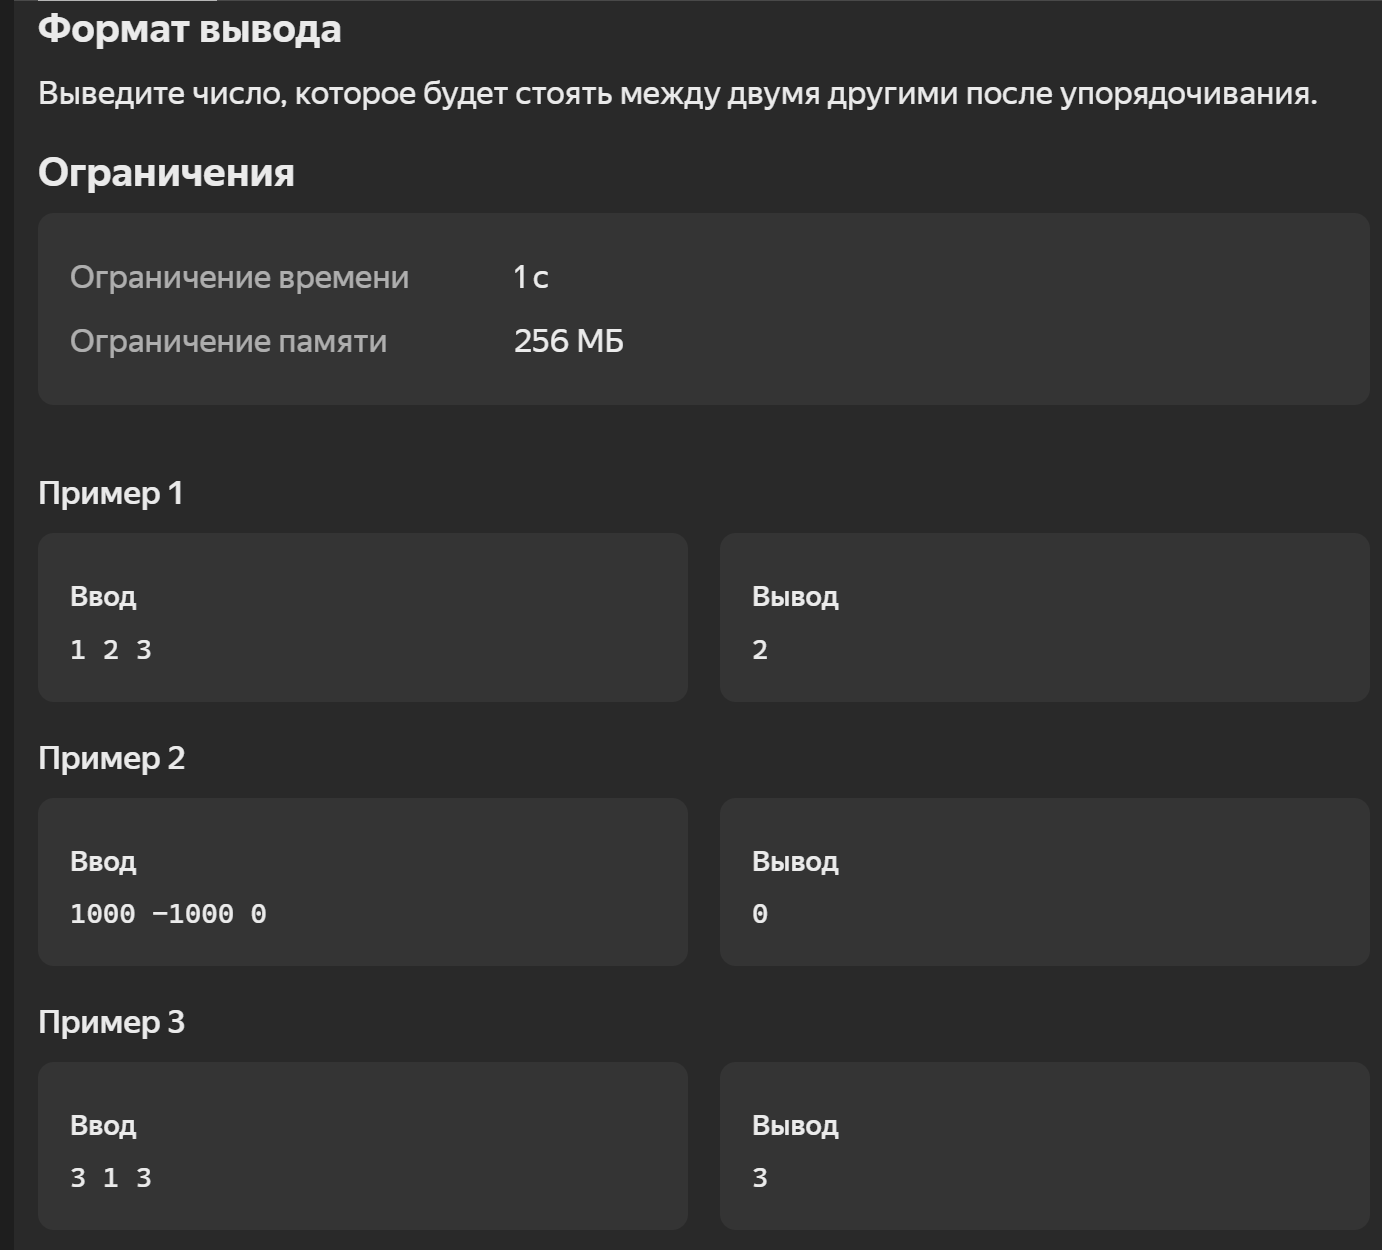 Формат вывода
Выведите число, которое будет стоять между двумя другими после упорядочивания.
Ограничения
Ограничение времени 1 с
Ограничение памяти 256 МБ
Пример 1
Ввод Вывод
1 2 3 2
Пример 2
Ввод Вывод
1000 −1000 0 0
Пример 3
Ввод Вывод
3 1 3 3